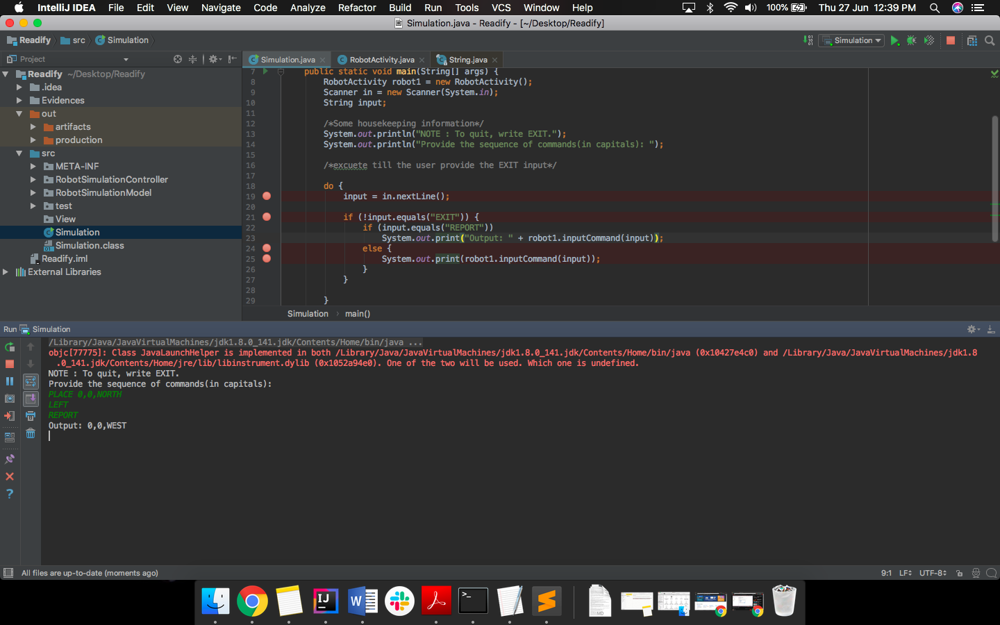 IntelliJ IDEA File Edit View Navigate Code Analyze Refactor Build Run Tools VCS Window Help 100% Thu 27 Jun 12:39 PM
Simulation.java - Readify - [~/Desktop/Readify]
Readify src Simulation Simulation
Project
Simulation.java RobotActivity.java String.java
Readify ~/Desktop/Readify
.idea
Evidences
out
artifacts
production
src
META-INF
RobotSimulationController
RobotSimulationModel
test
View
Simulation
Simulation.class
Readify.iml
External Libraries
7 public static void main(String[] args) {
8 RobotActivity robot1 = new RobotActivity();
9 Scanner in = new Scanner(System.in);
10 String input;
11
12 /*Some housekeeping information*/
13 System.out.println("NOTE : To quit, write EXIT.");
14 System.out.println("Provide the sequence of commands(in capitals): ");
15
16 /*excuete till the user provide the EXIT input*/
17
18 do {
19 input = in.nextLine();
20
21 if (!input.equals("EXIT")) {
22 if (input.equals("REPORT"))
23 System.out.print("Output: " + robot1.inputCommand(input));
24 else {
25 System.out.print(robot1.inputCommand(input));
26 }
27 }
28
29 }
Simulation main()
Run Simulation
/Library/Java/JavaVirtualMachines/jdk1.8.0_141.jdk/Contents/Home/bin/java ...
objc[77775]: Class JavaLaunchHelper is implemented in both /Library/Java/JavaVirtualMachines/jdk1.8.0_141.jdk/Contents/Home/bin/java (0x10427e4c0) and /Library/Java/JavaVirtualMachines/jdk1.8
.0_141.jdk/Contents/Home/jre/lib/libinstrument.dylib (0x1052a94e0). One of the two will be used. Which one is undefined.
NOTE : To quit, write EXIT.
Provide the sequence of commands(in capitals):
PLACE 0,0,NORTH
LEFT
REPORT
Output: 0,0,WEST
All files are up-to-date (moments ago) 9:1 LF UTF-8
IJ W MD